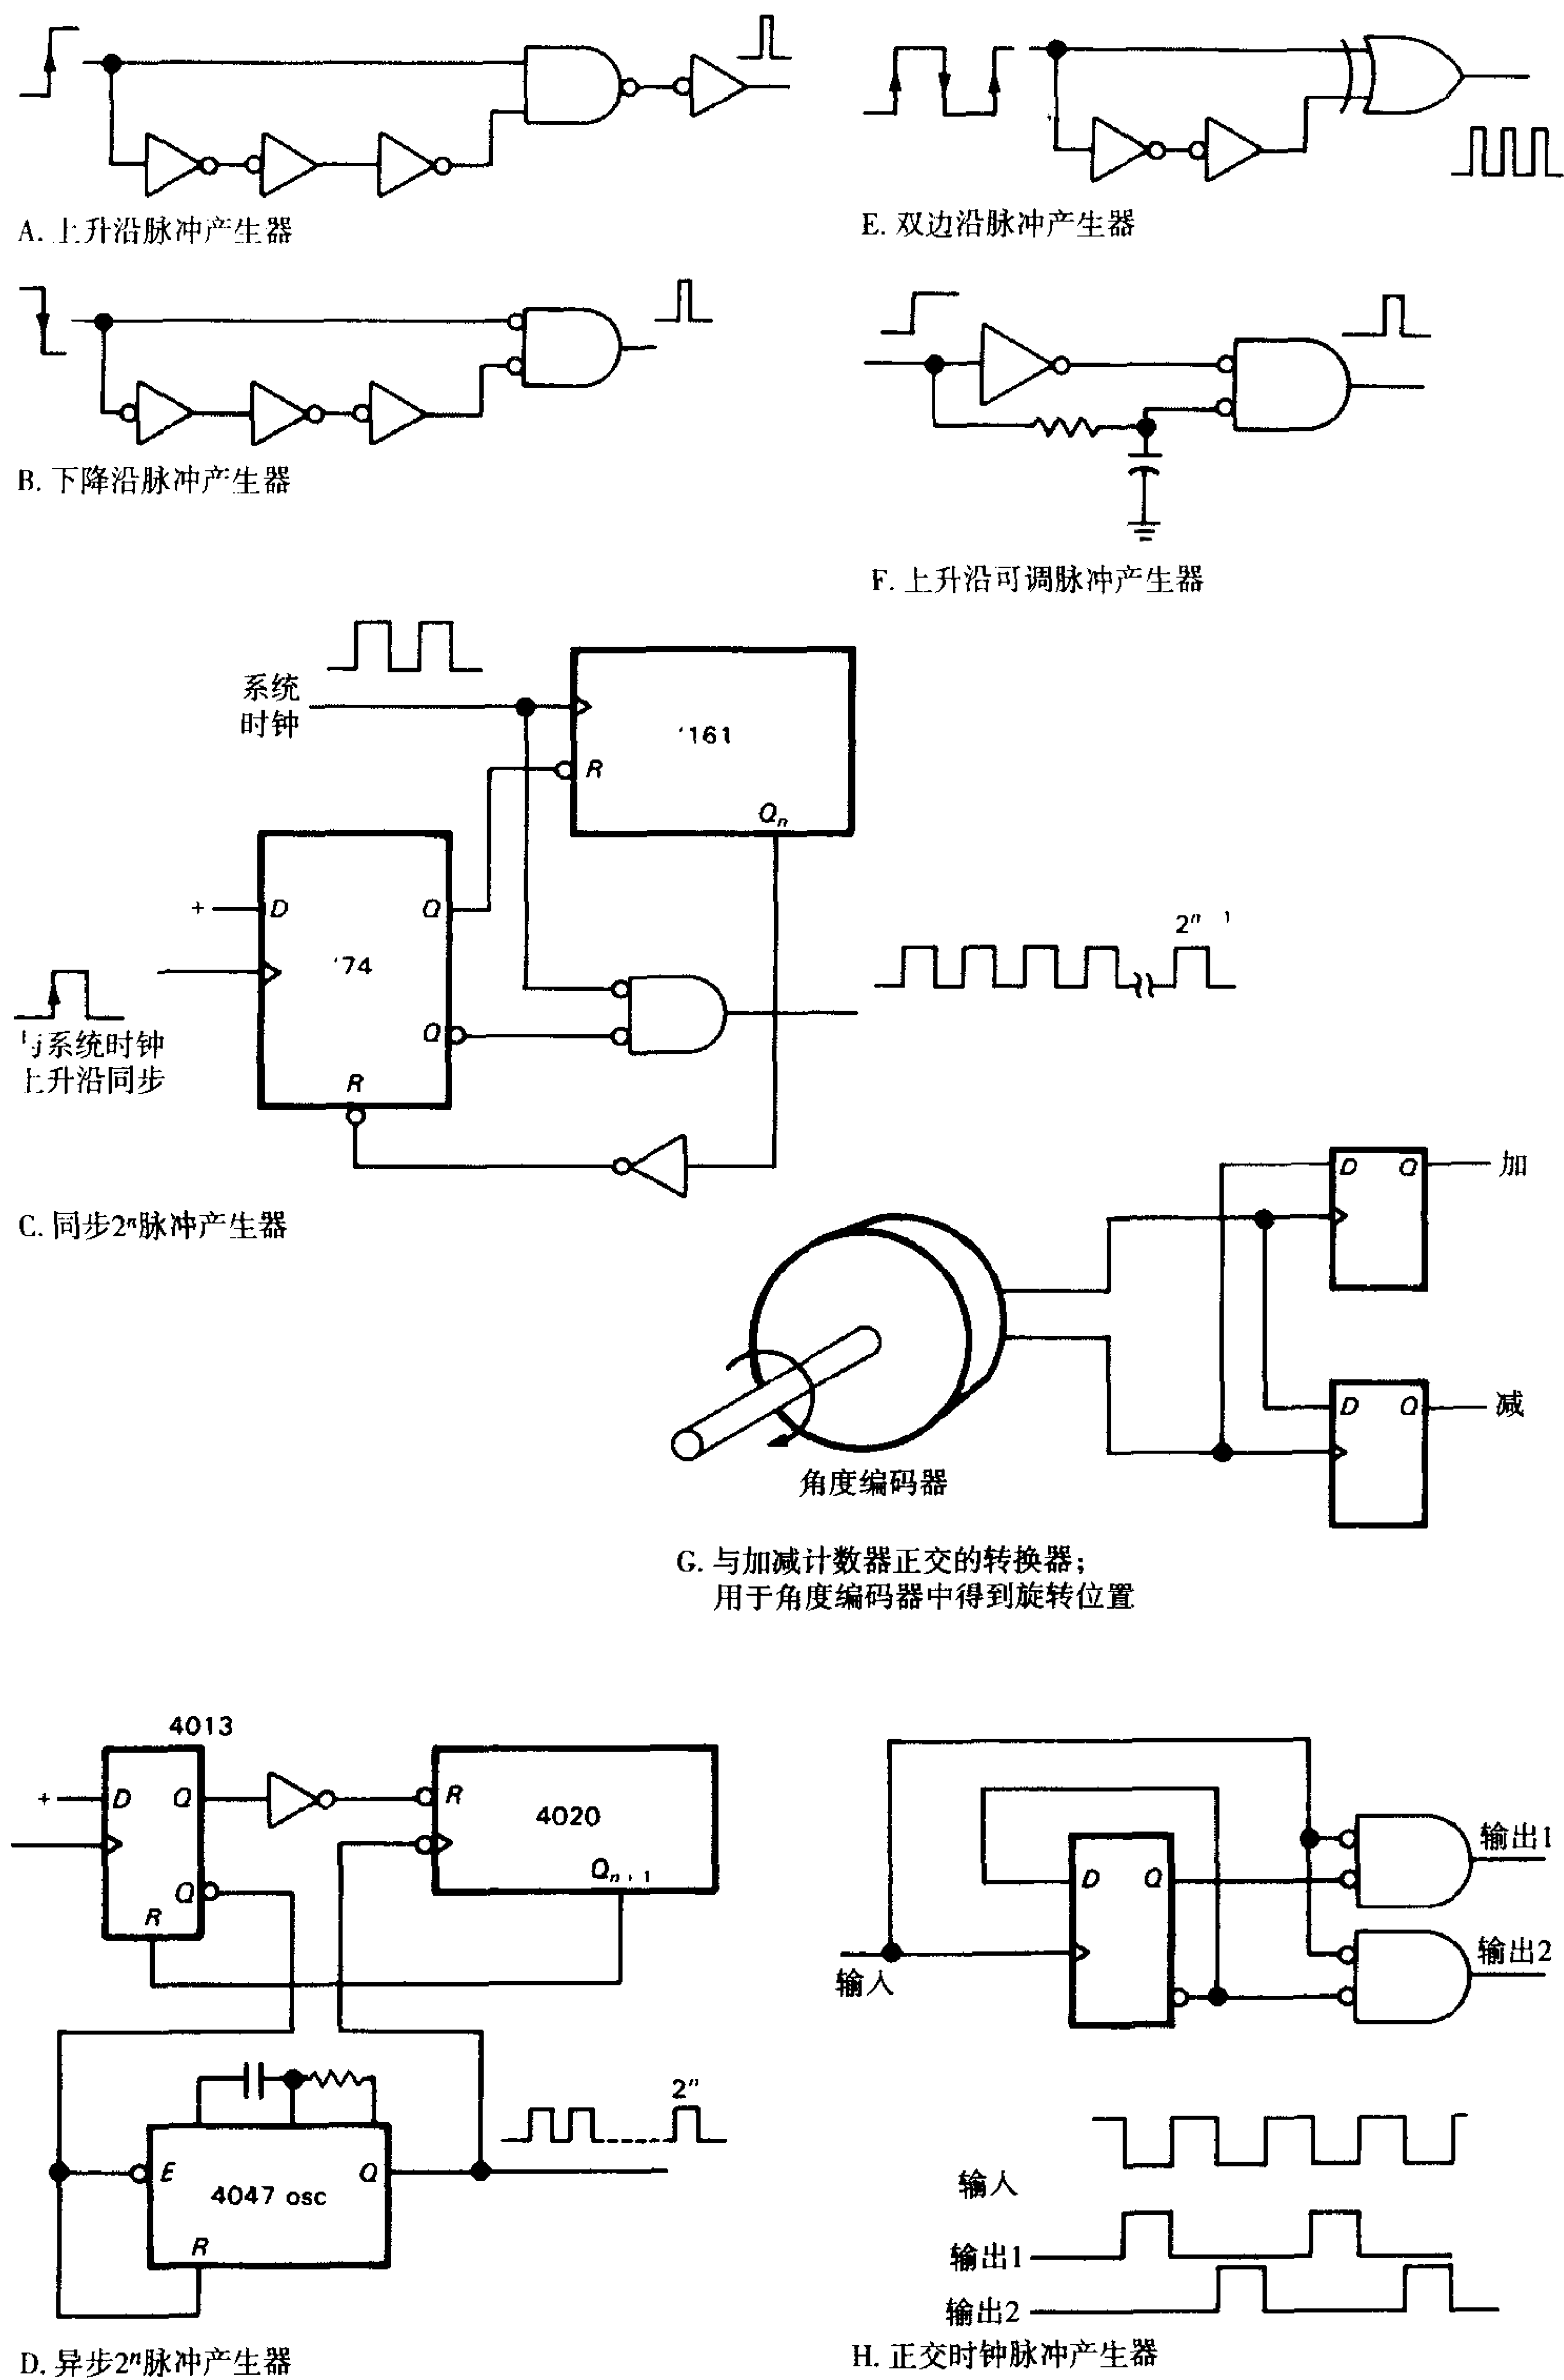 A. 上升沿脉冲产生器
E. 双边沿脉冲产生器
B. 下降沿脉冲产生器
F. 上升沿可调脉冲产生器
系统
时钟
'161
R
Qn
+
D
Q
'74
Q
R
2ⁿ⁻¹
与系统时钟
上升沿同步
C. 同步2ⁿ脉冲产生器
D
Q
加
D
Q
减
角度编码器
G. 与加减计数器正交的转换器;
用于角度编码器中得到旋转位置
4013
+
D
Q
Q
R
R
4020
Qn+1
2ⁿ
E
Q
4047 osc
R
D. 异步2ⁿ脉冲产生器
D
Q
输入
输出1
输出2
输入
输出1
输出2
H. 正交时钟脉冲产生器